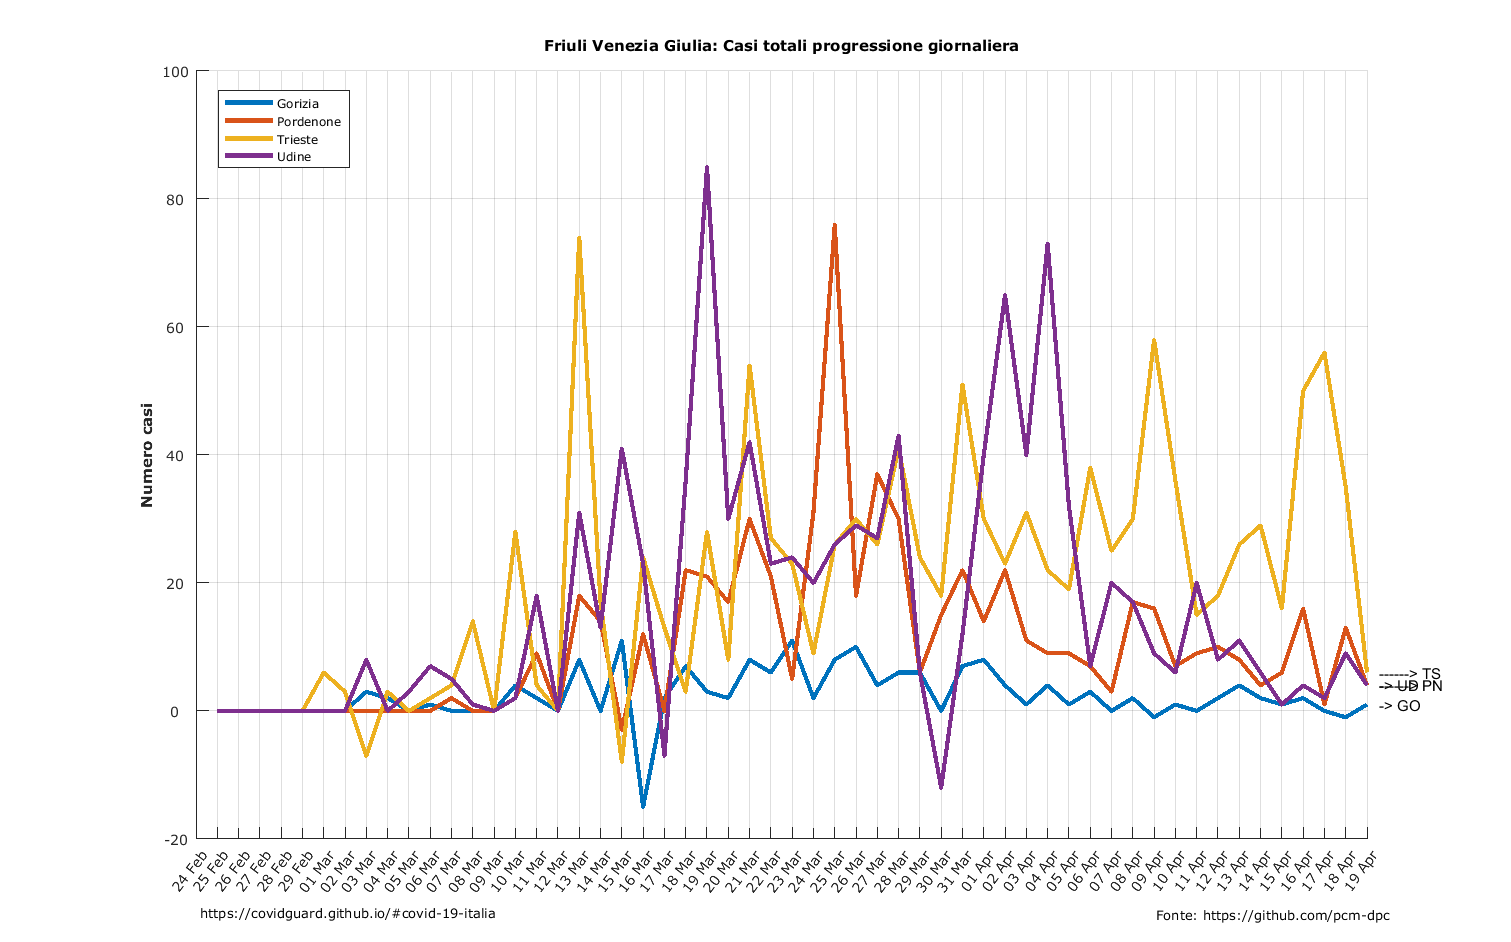 Friuli Venezia Giulia: Casi totali progressione giornaliera
100
80
60
40
20
0
-20
Numero casi
Gorizia
Pordenone
Trieste
Udine
------> TS
-> UD PN
-> GO
24 Feb
25 Feb
26 Feb
27 Feb
28 Feb
29 Feb
01 Mar
02 Mar
03 Mar
04 Mar
05 Mar
06 Mar
07 Mar
08 Mar
09 Mar
10 Mar
11 Mar
12 Mar
13 Mar
14 Mar
15 Mar
16 Mar
17 Mar
18 Mar
19 Mar
20 Mar
21 Mar
22 Mar
23 Mar
24 Mar
25 Mar
26 Mar
27 Mar
28 Mar
29 Mar
30 Mar
31 Mar
01 Apr
02 Apr
03 Apr
04 Apr
05 Apr
06 Apr
07 Apr
08 Apr
09 Apr
10 Apr
11 Apr
12 Apr
13 Apr
14 Apr
15 Apr
16 Apr
17 Apr
18 Apr
19 Apr
https://covidguard.github.io/#covid-19-italia
Fonte: https://github.com/pcm-dpc